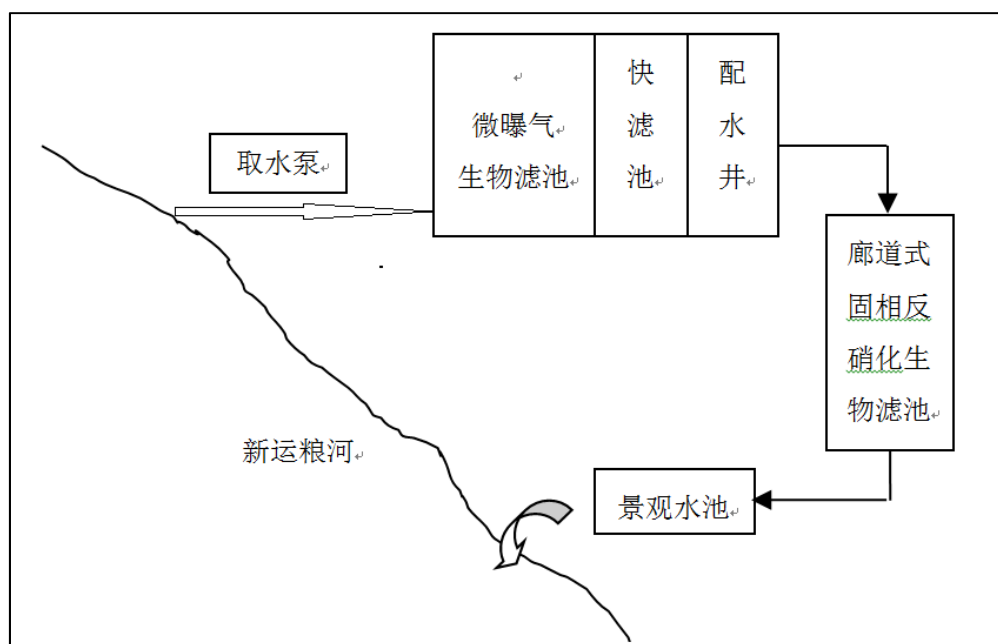 取水泵
微曝气
生物滤池
快
滤
池
配
水
井
廊道式
固相反
硝化生
物滤池
景观水池
新运粮河